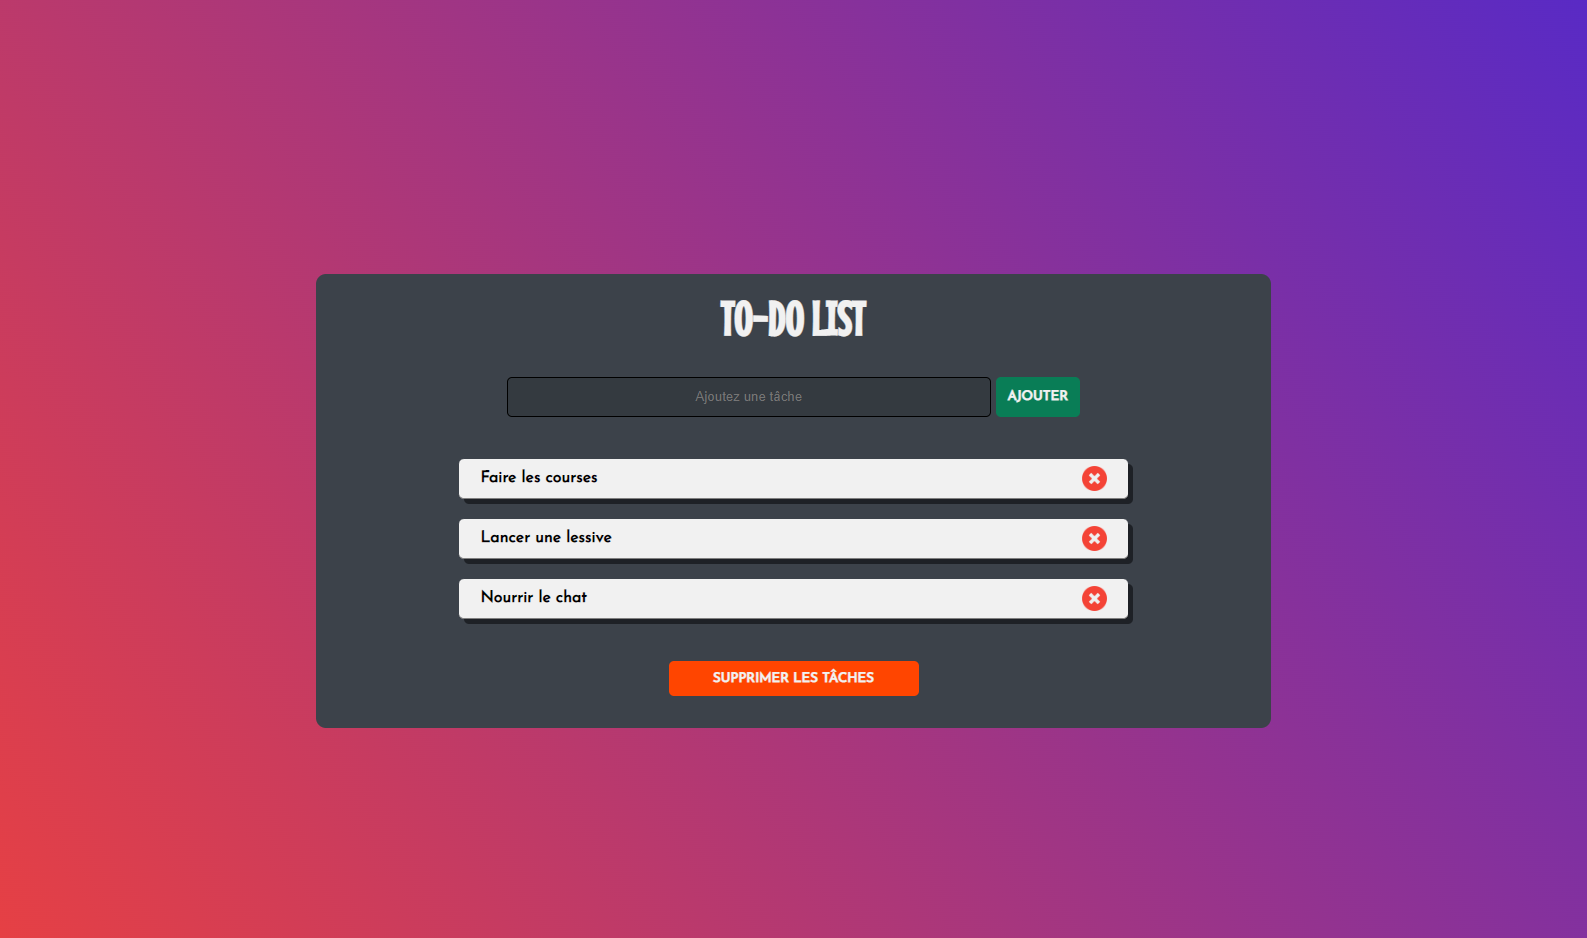 TO-DO LIST
Ajoutez une tâche
AJOUTER
Faire les courses
Lancer une lessive
Nourrir le chat
SUPPRIMER LES TÂCHES